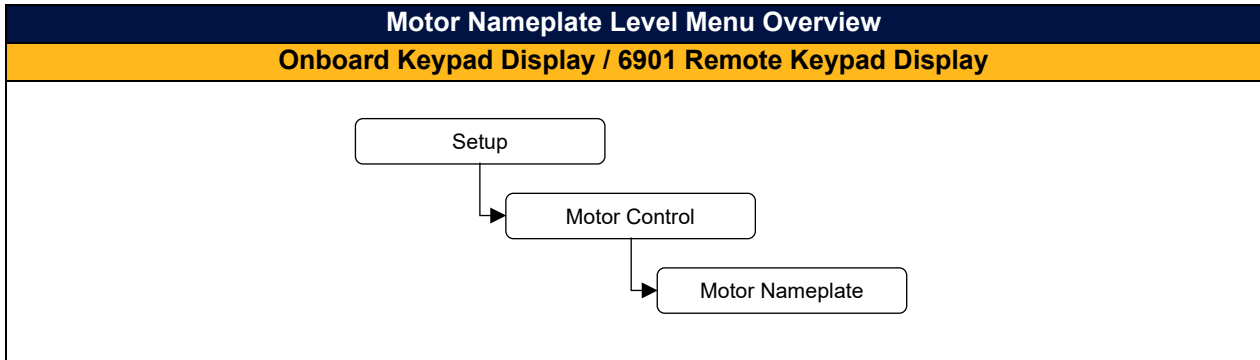 Motor Nameplate Level Menu Overview
Onboard Keypad Display / 6901 Remote Keypad Display
Setup
Motor Control
Motor Nameplate